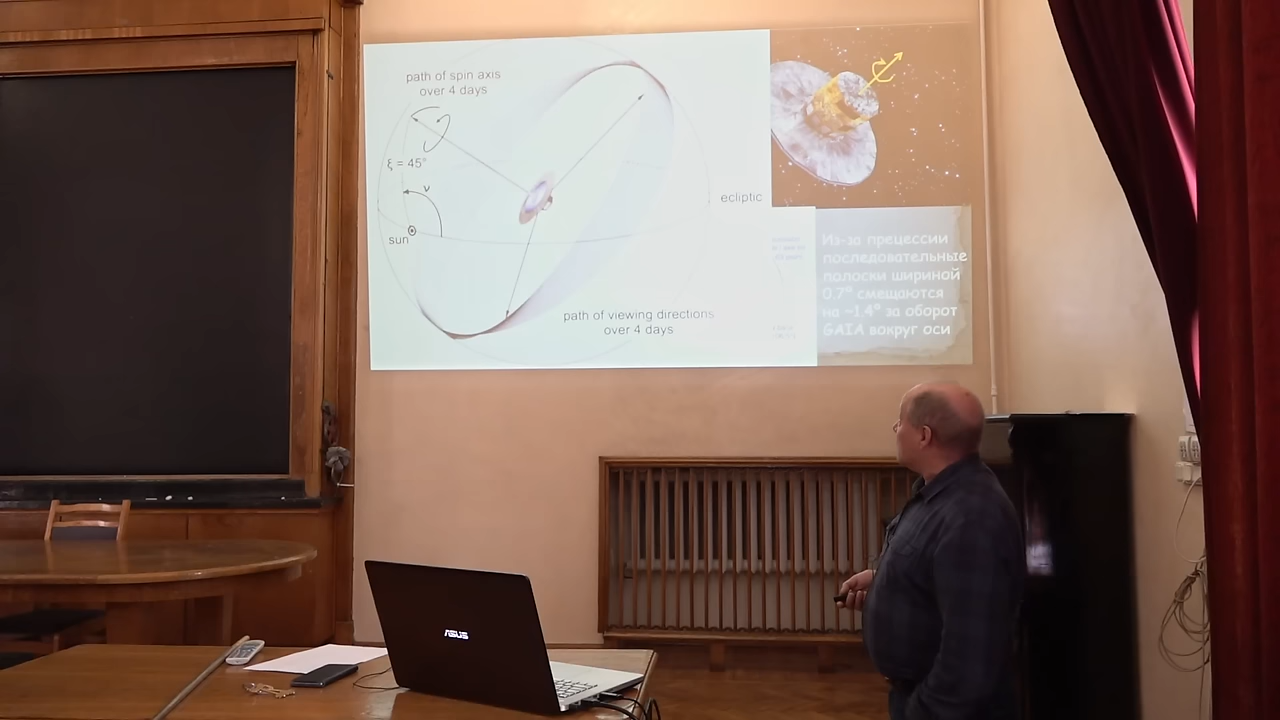 path of spin axis
over 4 days
ξ = 45°
ν
sun
ecliptic
path of viewing directions
over 4 days
Из-за прецессии
последовательные
полоски шириной
0.7° смещаются
на ~1.4° за оборот
GAIA вокруг оси
ASUS